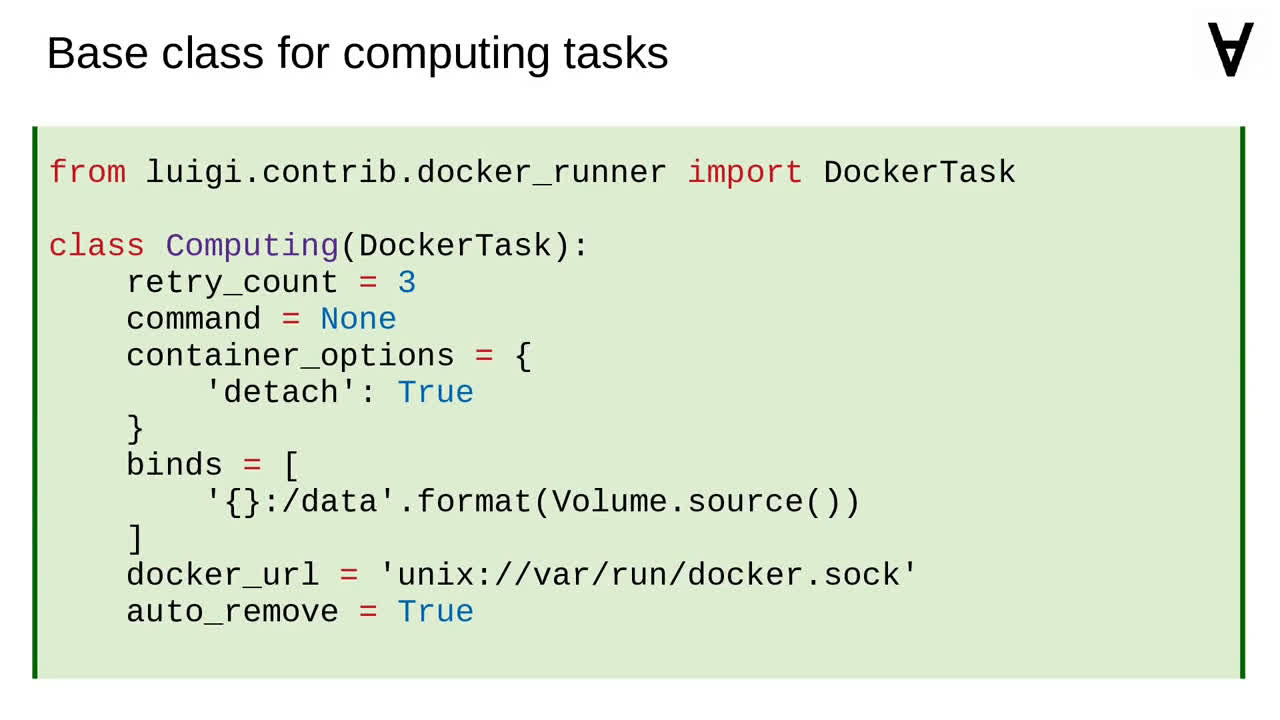 Base class for computing tasks
∀
from luigi.contrib.docker_runner import DockerTask
class Computing(DockerTask):
    retry_count = 3
    command = None
    container_options = {
        'detach': True
    }
    binds = [
        '{}:/data'.format(Volume.source())
    ]
    docker_url = 'unix://var/run/docker.sock'
    auto_remove = True